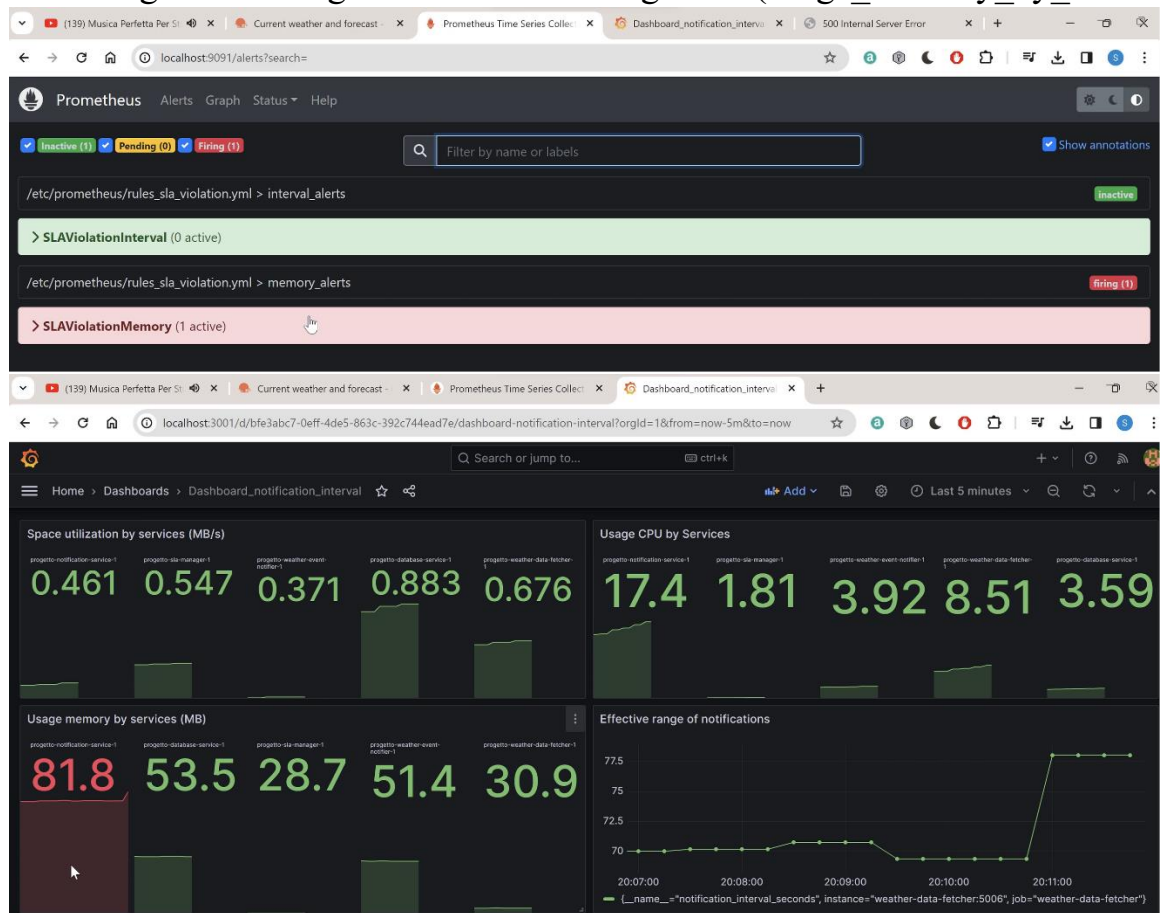 (139) Musica Perfetta Per St
Current weather and forecast -
Prometheus Time Series Collect
Dashboard_notification_interva
500 Internal Server Error
localhost:9091/alerts?search=
Prometheus Alerts Graph Status Help
Inactive (1) Pending (0) Firing (1)
Filter by name or labels
Show annotations
/etc/prometheus/rules_sla_violation.yml > interval_alerts
inactive
> SLAViolationInterval (0 active)
/etc/prometheus/rules_sla_violation.yml > memory_alerts
firing (1)
> SLAViolationMemory (1 active)
(139) Musica Perfetta Per St
Current weather and forecast -
Prometheus Time Series Collect
Dashboard_notification_interval
localhost:3001/d/bfe3abc7-0eff-4de5-863c-392c744ead7e/dashboard-notification-interval?orgId=1&from=now-5m&to=now
Search or jump to...
ctrl+k
Home > Dashboards > Dashboard_notification_interval
Add
Last 5 minutes
Space utilization by services (MB/s)
progetto-notification-service-1
0.461
progetto-sla-manager-1
0.547
progetto-weather-event-
notifier-1
0.371
progetto-database-service-1
0.883
progetto-weather-data-fetcher-
1
0.676
Usage CPU by Services
progetto-notification-service-1
17.4
progetto-sla-manager-1
1.81
progetto-weather-event-notifier-1
3.92
progetto-weather-data-fetcher-
1
8.51
progetto-database-service-1
3.59
Usage memory by services (MB)
progetto-notification-service-1
81.8
progetto-database-service-1
53.5
progetto-sla-manager-1
28.7
progetto-weather-event-
notifier-1
51.4
progetto-weather-data-fetcher-1
30.9
Effective range of notifications
77.5
75
72.5
70
20:07:00 20:08:00 20:09:00 20:10:00 20:11:00
{__name__="notification_interval_seconds", instance="weather-data-fetcher:5006", job="weather-data-fetcher"}